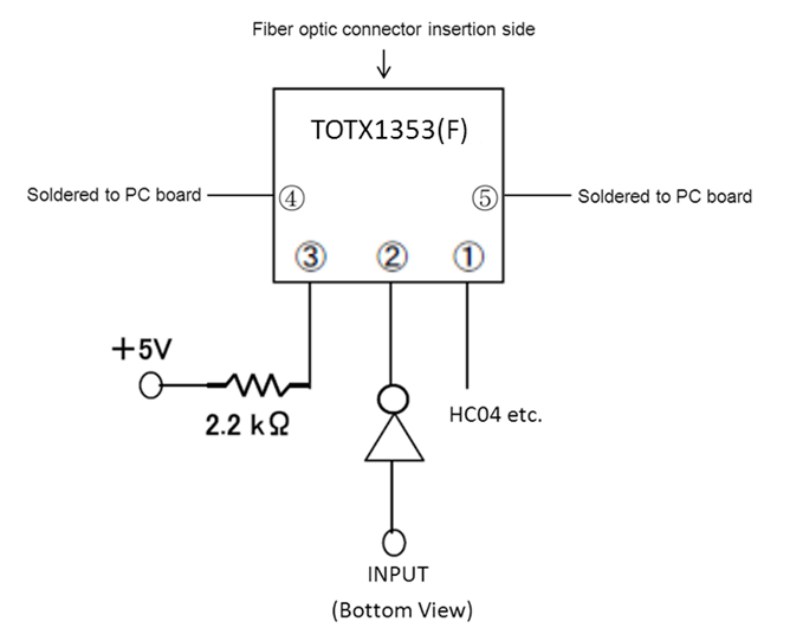 Fiber optic connector insertion side
TOTX1353(F)
Soldered to PC board ④ ⑤ Soldered to PC board
③ ② ①
+5V
2.2 kΩ
HC04 etc.
INPUT
(Bottom View)